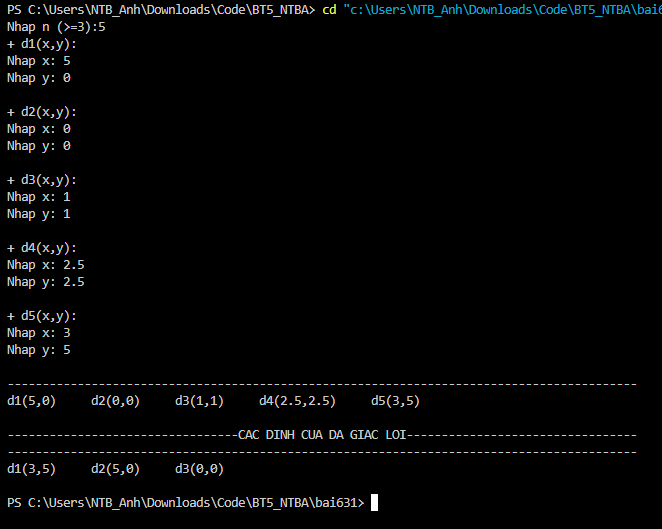 PS C:\Users\NTB_Anh\Downloads\Code\BT5_NTBA> cd "c:\Users\NTB_Anh\Downloads\Code\BT5_NTBA\bai6
Nhap n (>=3):5
+ d1(x,y):
Nhap x: 5
Nhap y: 0
+ d2(x,y):
Nhap x: 0
Nhap y: 0
+ d3(x,y):
Nhap x: 1
Nhap y: 1
+ d4(x,y):
Nhap x: 2.5
Nhap y: 2.5
+ d5(x,y):
Nhap x: 3
Nhap y: 5
------------------------------------------------------------------------------------------
d1(5,0)     d2(0,0)     d3(1,1)     d4(2.5,2.5)     d5(3,5)
---------------------------------CAC DINH CUA DA GIAC LOI---------------------------------
------------------------------------------------------------------------------------------
d1(3,5)     d2(5,0)     d3(0,0)
PS C:\Users\NTB_Anh\Downloads\Code\BT5_NTBA\bai631>